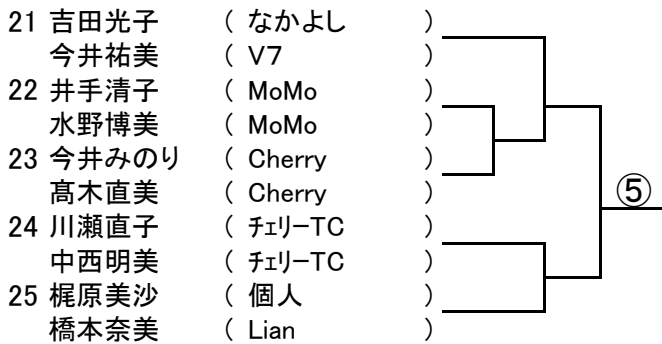 21 吉田光子 ( なかよし )
今井祐美 ( V7 )
22 井手清子 ( MoMo )
水野博美 ( MoMo )
23 今井みのり ( Cherry )
髙木直美 ( Cherry )
⑤
24 川瀬直子 ( ﾁｪﾘｰTC )
中西明美 ( ﾁｪﾘｰTC )
25 梶原美沙 ( 個人 )
橋本奈美 ( Lian )